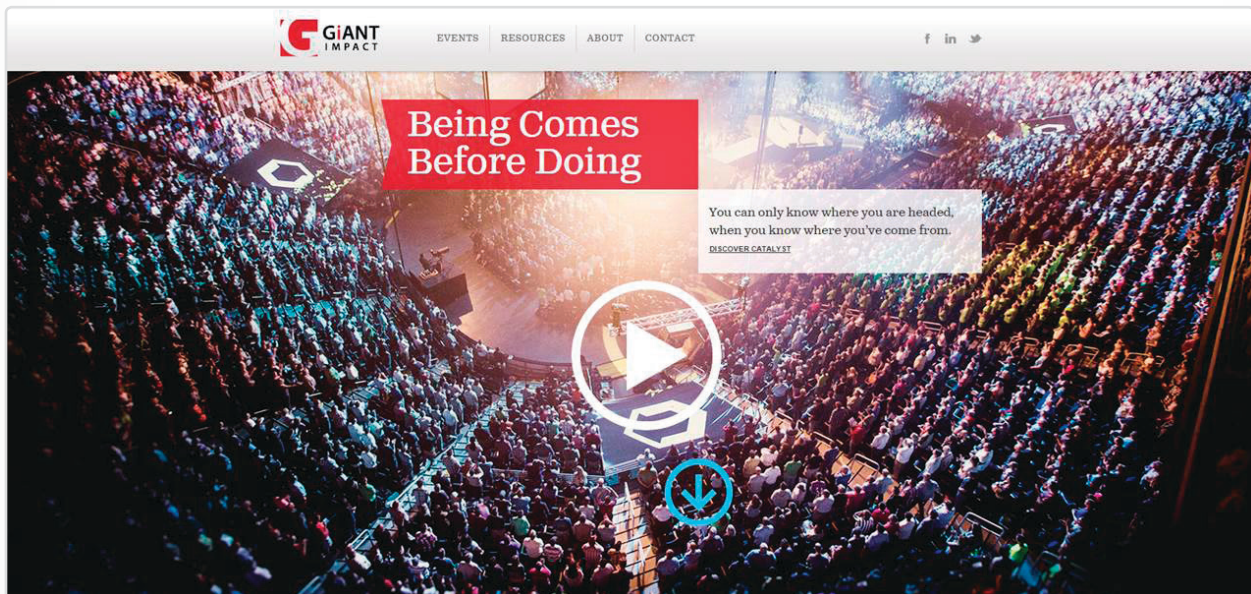 GiANT
IMPACT
EVENTS
RESOURCES
ABOUT
CONTACT
f in
Being Comes
Before Doing
You can only know where you are headed,
when you know where you've come from.
DISCOVER CATALYST